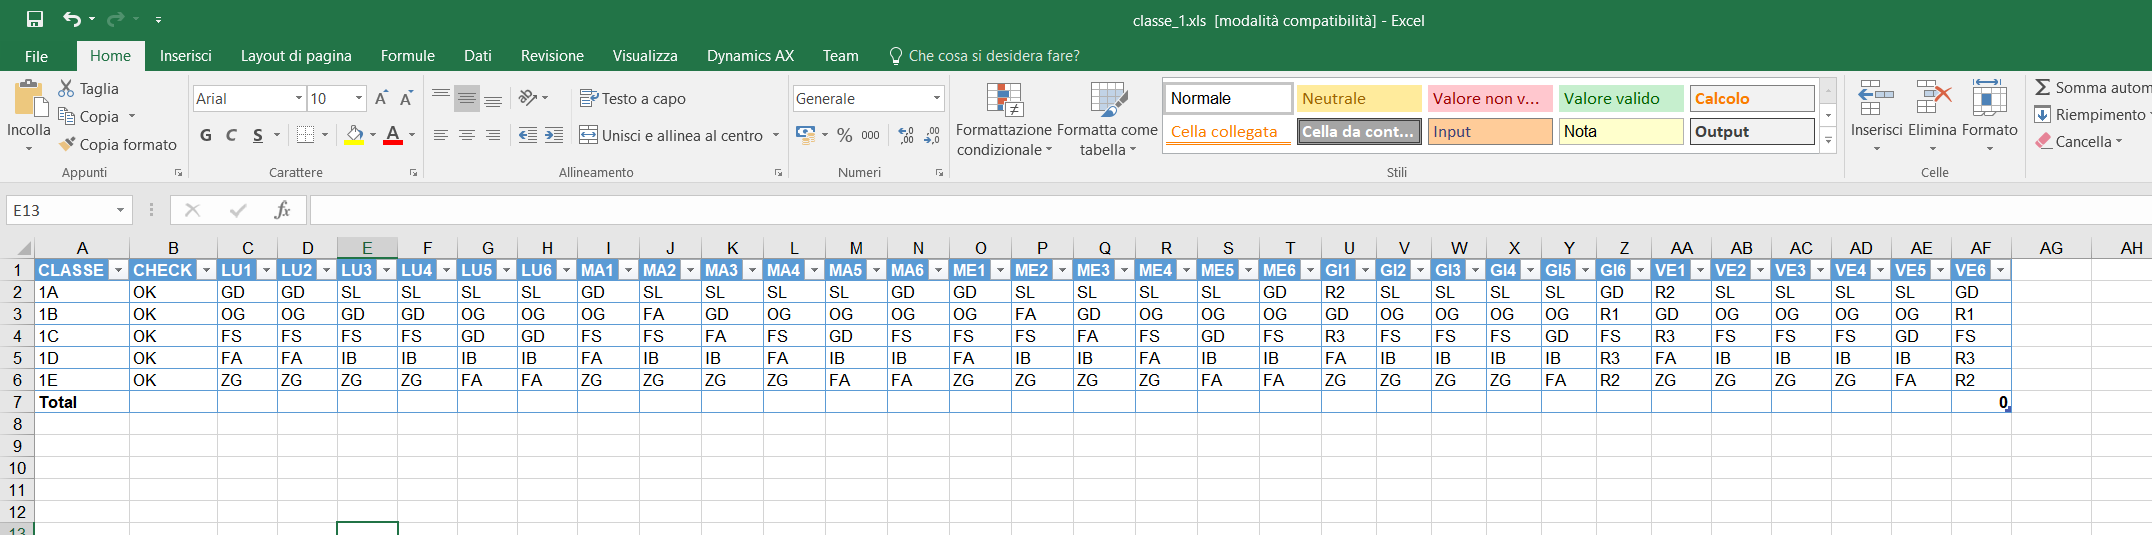 classe_1.xls  [modalità compatibilità] - Excel
File Home Inserisci Layout di pagina Formule Dati Revisione Visualizza Dynamics AX Team Che cosa si desidera fare?
Incolla
Taglia
Copia
Copia formato
Appunti
Arial 10
G C S
Carattere
Testo a capo
Unisci e allinea al centro
Allineamento
Generale
% 000
Numeri
Formattazione condizionale
Formatta come tabella
Normale Neutrale Valore non v... Valore valido Calcolo
Cella collegata Cella da cont... Input Nota Output
Stili
Inserisci Elimina Formato
Celle
Somma autom
Riempimento
Cancella
E13 fx
A B C D E F G H I J K L M N O P Q R S T U V W X Y Z AA AB AC AD AE AF AG AH
1 CLASSE CHECK LU1 LU2 LU3 LU4 LU5 LU6 MA1 MA2 MA3 MA4 MA5 MA6 ME1 ME2 ME3 ME4 ME5 ME6 GI1 GI2 GI3 GI4 GI5 GI6 VE1 VE2 VE3 VE4 VE5 VE6
2 1A OK GD GD SL SL SL SL GD SL SL SL SL GD GD SL SL SL SL GD R2 SL SL SL SL GD R2 SL SL SL SL GD
3 1B OK OG OG GD GD OG OG OG FA GD OG OG OG OG FA GD OG OG OG GD OG OG OG OG R1 GD OG OG OG OG R1
4 1C OK FS FS FS FS GD GD FS FS FA FS GD FS FS FS FA FS GD FS R3 FS FS FS GD FS R3 FS FS FS GD FS
5 1D OK FA FA IB IB IB IB FA IB IB FA IB IB FA IB IB FA IB IB FA IB IB IB IB R3 FA IB IB IB IB R3
6 1E OK ZG ZG ZG ZG FA FA ZG ZG ZG ZG FA FA ZG ZG ZG ZG FA FA ZG ZG ZG ZG FA R2 ZG ZG ZG ZG FA R2
7 Total 0
8
9
10
11
12
13